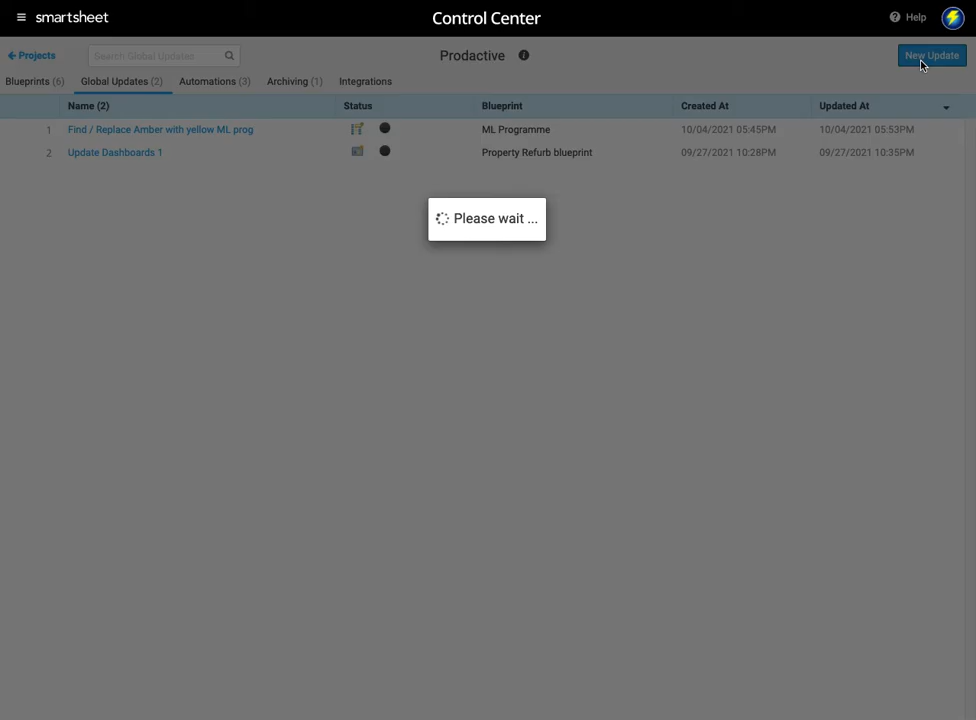 smartsheet
Control Center
Help
Projects
Search Global Updates
Prodactive
New Update
Blueprints (6)
Global Updates (2)
Automations (3)
Archiving (1)
Integrations
Name (2)
Status
Blueprint
Created At
Updated At
1 Find / Replace Amber with yellow ML prog ML Programme 10/04/2021 05:45PM 10/04/2021 05:53PM
2 Update Dashboards 1 Property Refurb blueprint 09/27/2021 10:28PM 09/27/2021 10:35PM
Please wait ...